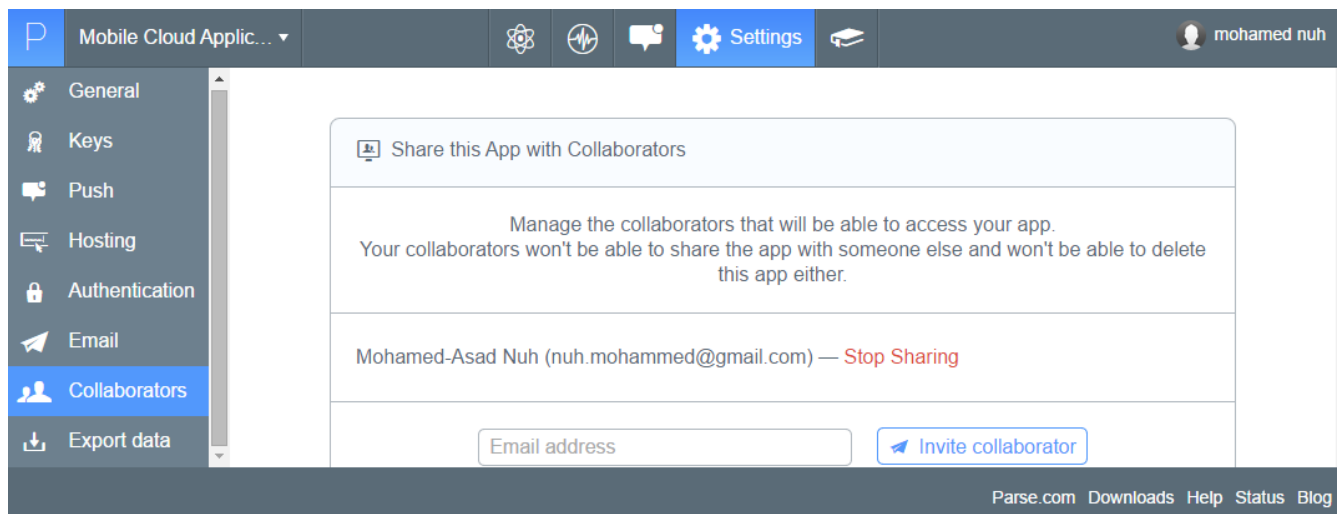 P
Mobile Cloud Applic...
Settings
mohamed nuh
General
Keys
Push
Hosting
Authentication
Email
Collaborators
Export data
Share this App with Collaborators
Manage the collaborators that will be able to access your app.
Your collaborators won't be able to share the app with someone else and won't be able to delete
this app either.
Mohamed-Asad Nuh (nuh.mohammed@gmail.com) — Stop Sharing
Email address
Invite collaborator
Parse.com Downloads Help Status Blog